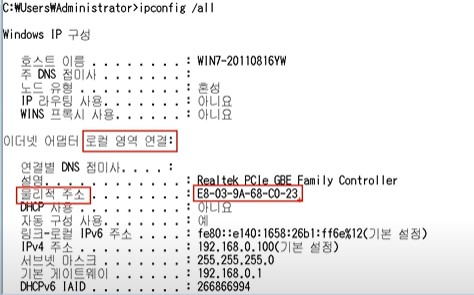 C:₩Users₩Administrator>ipconfig /all
Windows IP 구성
호스트 이름 . . . . . . . . : WIN7-20110816YW
주 DNS 접미사 . . . . . . . :
노드 유형 . . . . . . . . . : 혼성
IP 라우팅 사용. . . . . . . : 아니요
WINS 프록시 사용. . . . . . : 아니요
이더넷 어댑터 로컬 영역 연결:
연결별 DNS 접미사. . . . :
설명. . . . . . . . . . . . : Realtek PCIe GBE Family Controller
물리적 주소 . . . . . . . . : E8-03-9A-68-C0-23
DHCP 사용 . . . . . . . . . : 아니요
자동 구성 사용. . . . . . . : 예
링크-로컬 IPv6 주소 . . . . : fe80::e140:1658:26b1:ff6e%12(기본 설정)
IPv4 주소 . . . . . . . . . : 192.168.0.100(기본 설정)
서브넷 마스크 . . . . . . . : 255.255.255.0
기본 게이트웨이 . . . . . . : 192.168.0.1
DHCPv6 IAID . . . . . . . . : 266866994